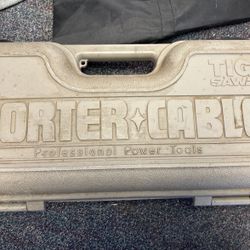 TIG
SAW
ORTER✦CABL
Professional Power Tools